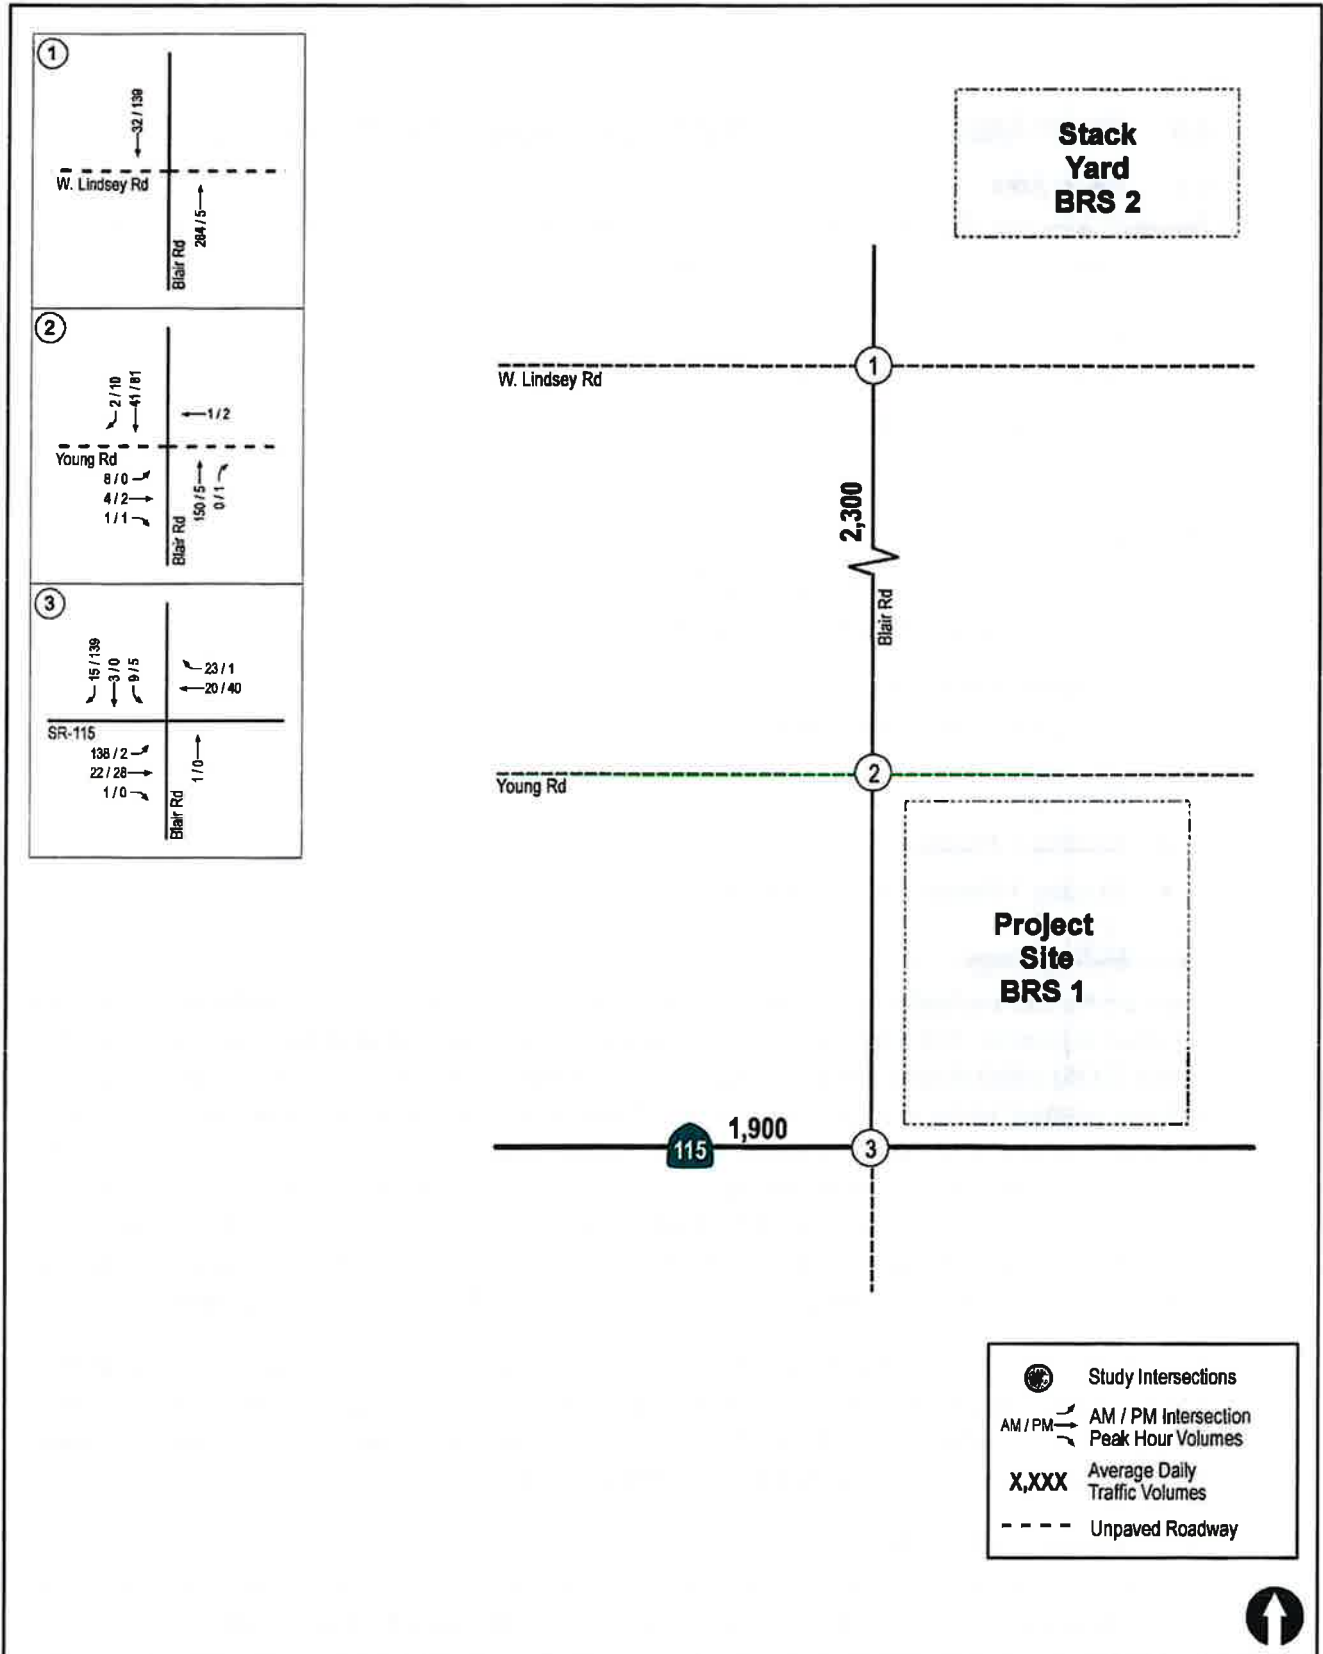 1
32 / 139
W. Lindsey Rd
284 / 5
Blair Rd
2
2 / 10
41 / 81
1 / 2
Young Rd
8 / 0
4 / 2
1 / 1
150 / 5
0 / 1
Blair Rd
3
15 / 139
3 / 0
9 / 5
23 / 1
20 / 40
SR-115
138 / 2
22 / 28
1 / 0
1 / 0
Blair Rd
Stack
Yard
BRS 2
1
W. Lindsey Rd
2,300
Blair Rd
2
Young Rd
Project
Site
BRS 1
1,900
115
3
Study Intersections
AM / PM
AM / PM Intersection
Peak Hour Volumes
X,XXX
Average Daily
Traffic Volumes
Unpaved Roadway